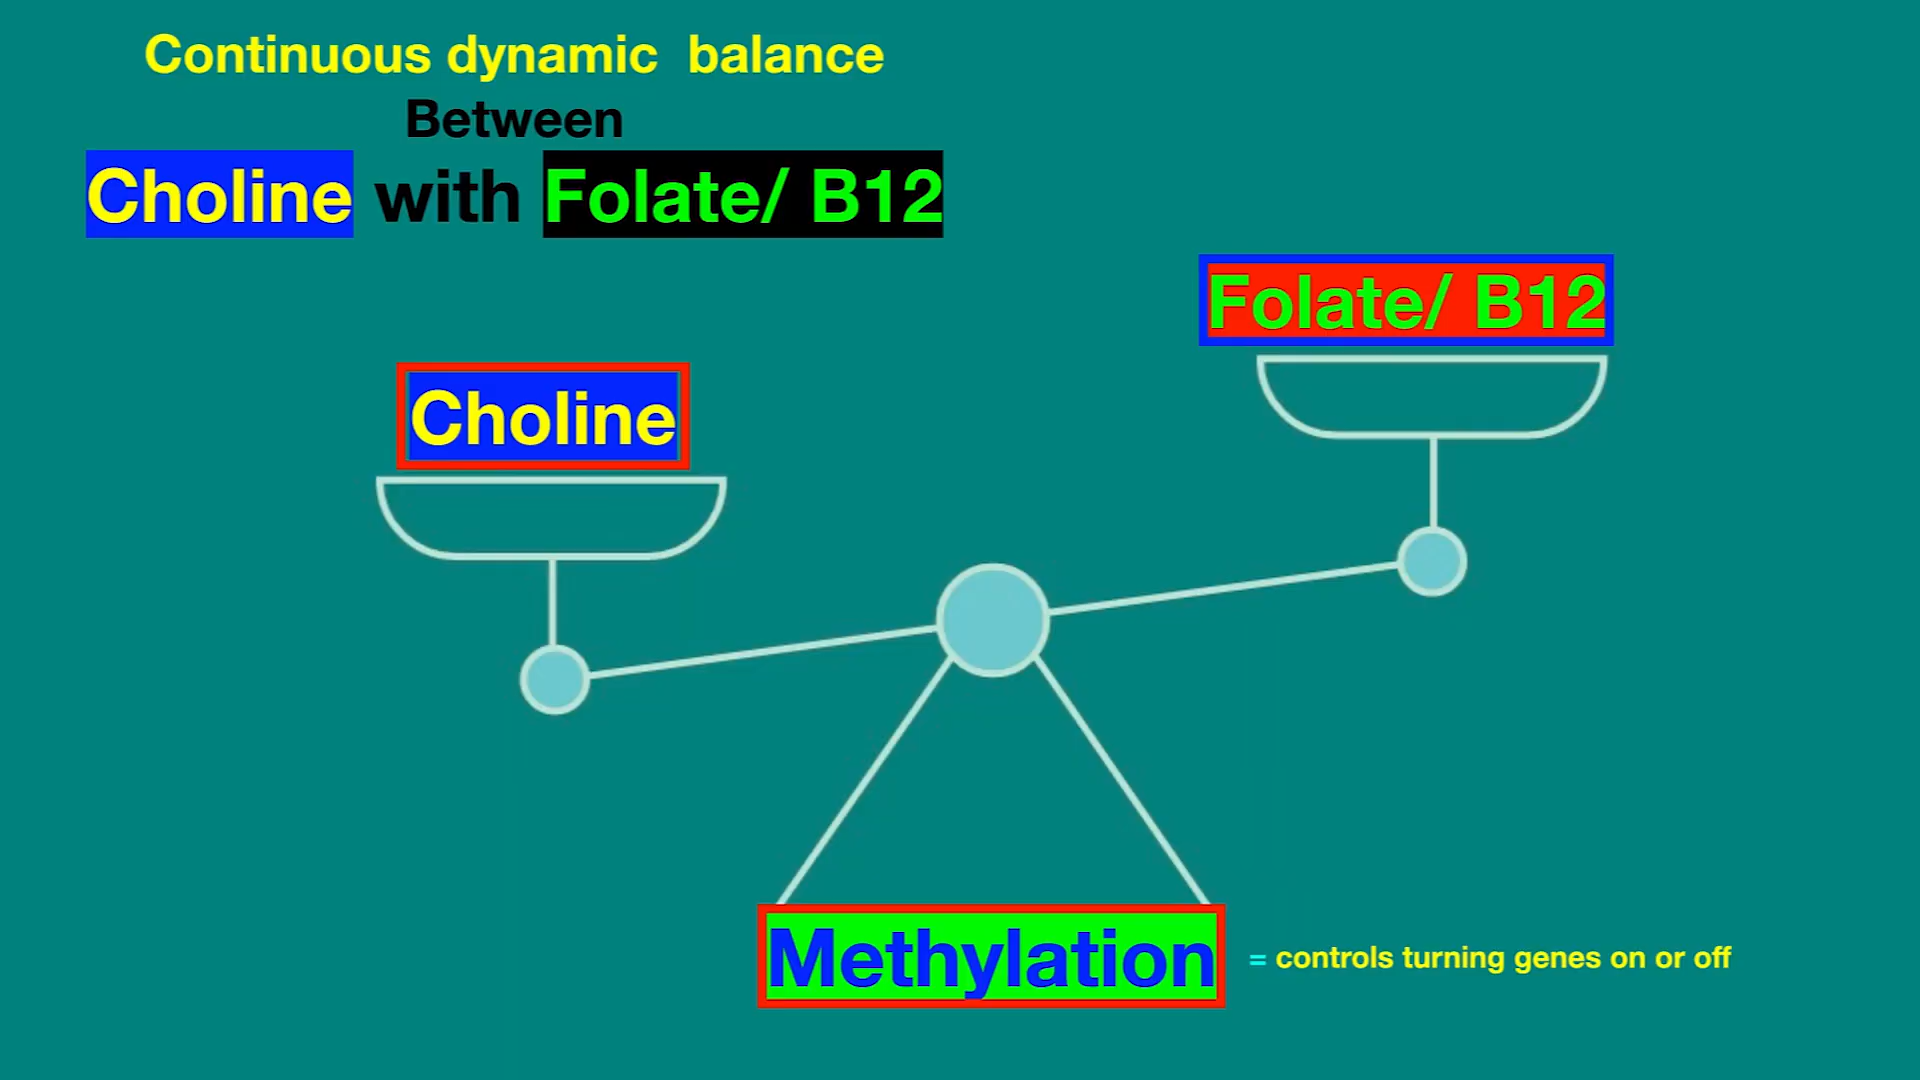 Continuous dynamic  balance
Between
Choline with Folate/ B12
Folate/ B12
Choline
Methylation = controls turning genes on or off